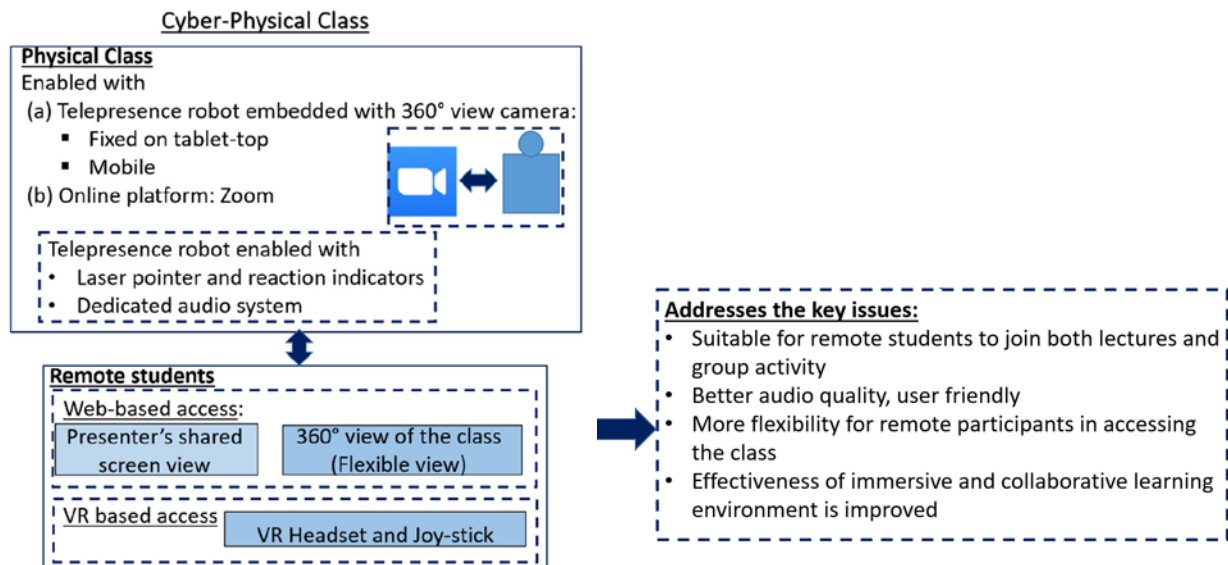 Cyber-Physical Class
Physical Class
Enabled with
(a) Telepresence robot embedded with 360° view camera:
▪ Fixed on tablet-top
▪ Mobile
(b) Online platform: Zoom
Telepresence robot enabled with
• Laser pointer and reaction indicators
• Dedicated audio system
Remote students
Web-based access:
Presenter’s shared
screen view
360° view of the class
(Flexible view)
VR based access
VR Headset and Joy-stick
Addresses the key issues:
• Suitable for remote students to join both lectures and
group activity
• Better audio quality, user friendly
• More flexibility for remote participants in accessing
the class
• Effectiveness of immersive and collaborative learning
environment is improved